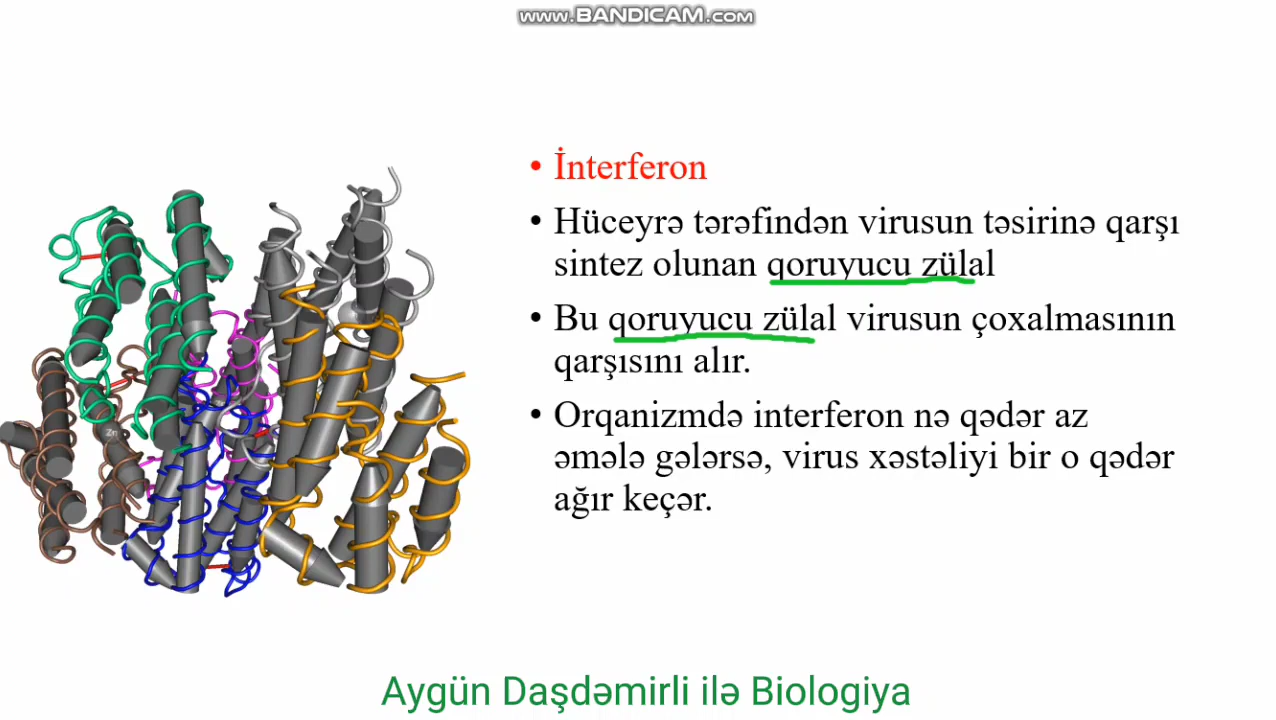 www.BANDICAM.com
• İnterferon
• Hüceyrə tərəfindən virusun təsirinə qarşı
sintez olunan qoruyucu zülal
• Bu qoruyucu zülal virusun çoxalmasının
qarşısını alır.
• Orqanizmdə interferon nə qədər az
əmələ gələrsə, virus xəstəliyi bir o qədər
ağır keçər.
Zn
Aygün Daşdəmirli ilə Biologiya